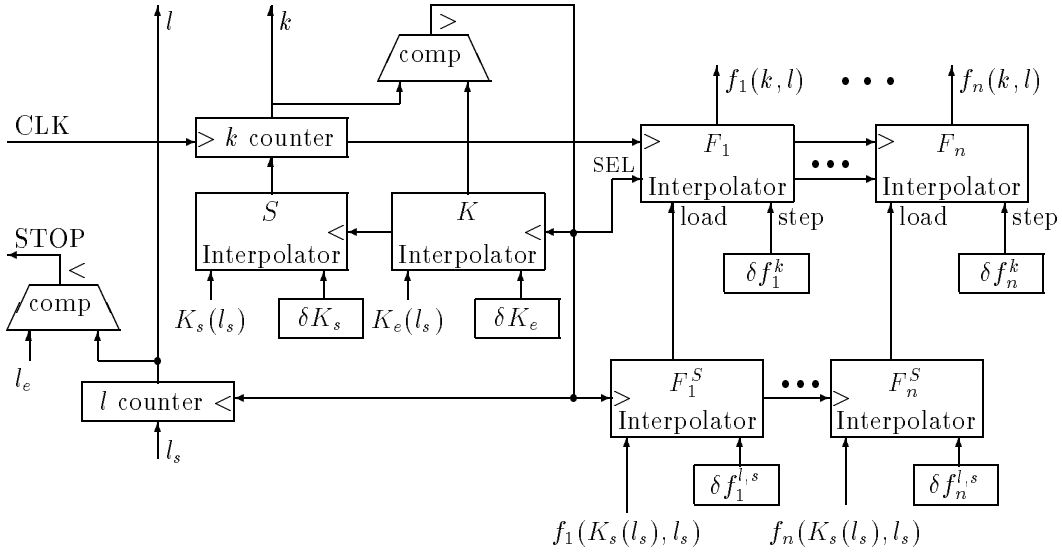 l
k
>
comp
f_1(k, l)
• • •
f_n(k, l)
CLK
> k counter
> F_1
Interpolator
•••
> F_n
Interpolator
SEL
load
step
load
step
S
Interpolator <
K
Interpolator <
STOP
<
comp
δf_1^k
δf_n^k
K_s(l_s)
δK_s
K_e(l_s)
δK_e
l_e
l counter <
l_s
F_1^S
>
Interpolator
•••
F_n^S
>
Interpolator
δf_1^{l,s}
δf_n^{l,s}
f_1(K_s(l_s), l_s)
f_n(K_s(l_s), l_s)